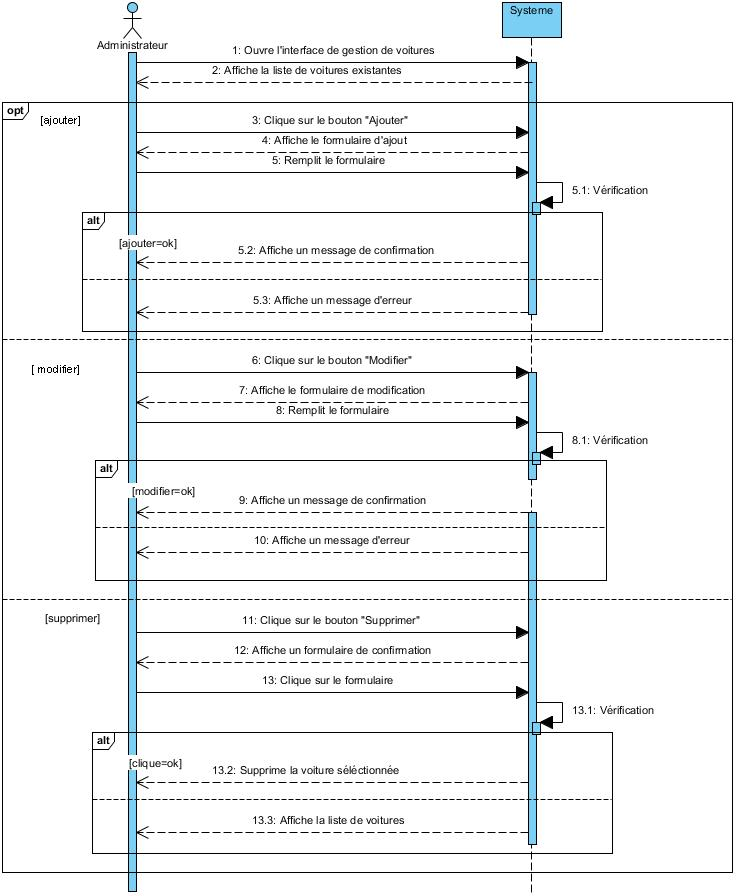 Systeme
Administrateur
1: Ouvre l'interface de gestion de voitures
2: Affiche la liste de voitures existantes
opt
[ajouter]
3: Clique sur le bouton "Ajouter"
4: Affiche le formulaire d'ajout
5: Remplit le formulaire
5.1: Vérification
alt
[ajouter=ok]
5.2: Affiche un message de confirmation
5.3: Affiche un message d'erreur
[ modifier]
6: Clique sur le bouton "Modifier"
7: Affiche le formulaire de modification
8: Remplit le formulaire
8.1: Vérification
alt
[modifier=ok]
9: Affiche un message de confirmation
10: Affiche un message d'erreur
[supprimer]
11: Clique sur le bouton "Supprimer"
12: Affiche un formulaire de confirmation
13: Clique sur le formulaire
13.1: Vérification
alt
[clique=ok]
13.2: Supprime la voiture séléctionnée
13.3: Affiche la liste de voitures